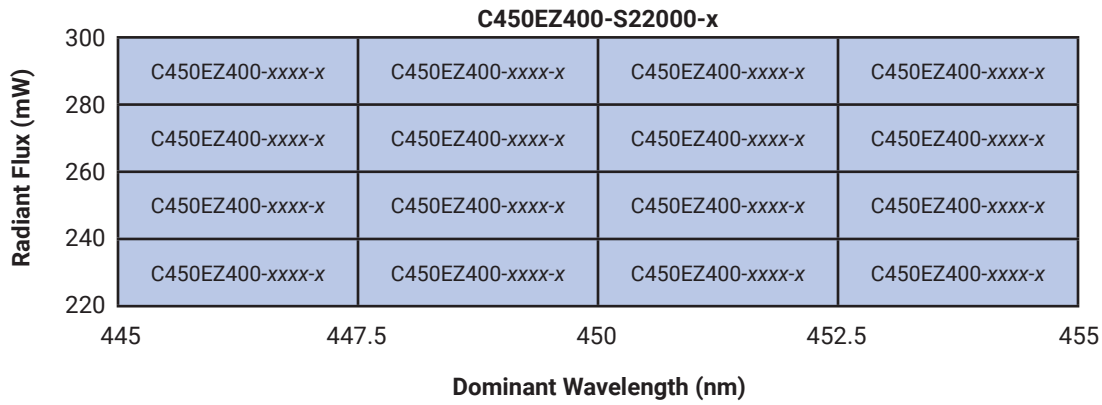 C450EZ400-S22000-x
300
C450EZ400-xxxx-x C450EZ400-xxxx-x C450EZ400-xxxx-x C450EZ400-xxxx-x
280
C450EZ400-xxxx-x C450EZ400-xxxx-x C450EZ400-xxxx-x C450EZ400-xxxx-x
260
C450EZ400-xxxx-x C450EZ400-xxxx-x C450EZ400-xxxx-x C450EZ400-xxxx-x
240
C450EZ400-xxxx-x C450EZ400-xxxx-x C450EZ400-xxxx-x C450EZ400-xxxx-x
220
Radiant Flux (mW)
445 447.5 450 452.5 455
Dominant Wavelength (nm)